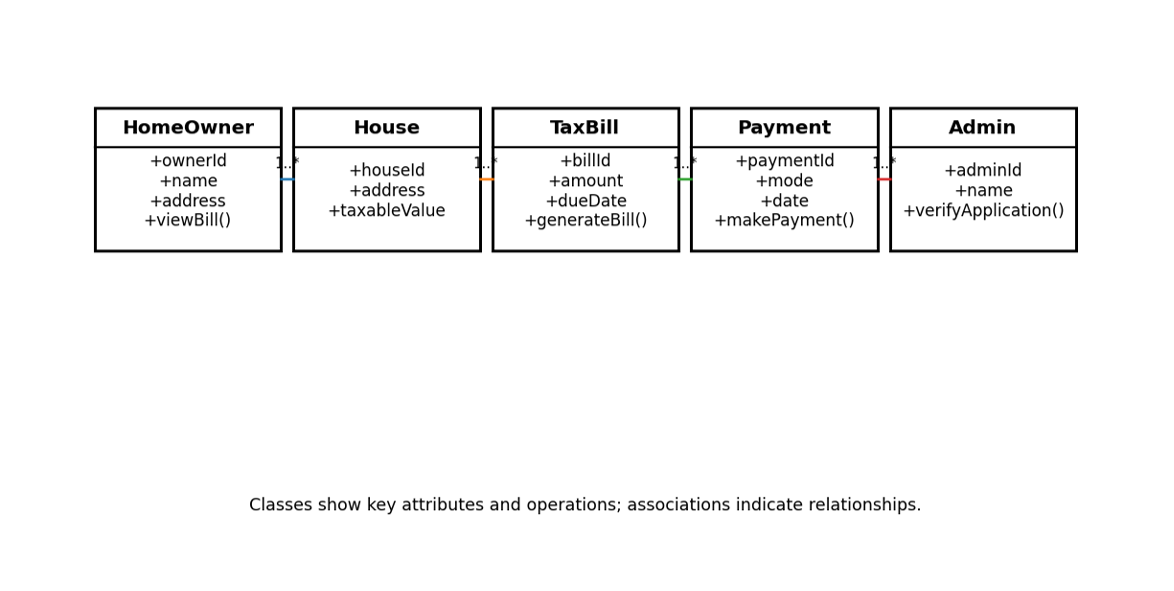 HomeOwner
+ownerId
+name
+address
+viewBill()
1..*
House
+houseId
+address
+taxableValue
1..*
TaxBill
+billId
+amount
+dueDate
+generateBill()
1..*
Payment
+paymentId
+mode
+date
+makePayment()
1..*
Admin
+adminId
+name
+verifyApplication()
Classes show key attributes and operations; associations indicate relationships.